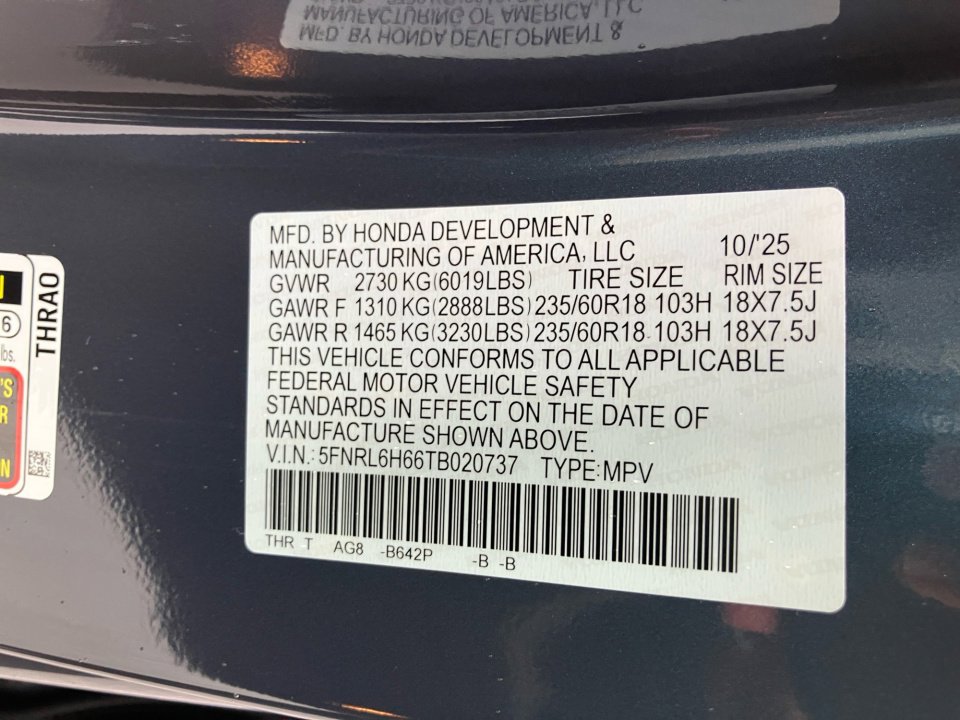 MFD. BY HONDA DEVELOPMENT &
MANUFACTURING OF AMERICA, LLC 10/'25
GVWR 2730 KG(6019LBS) TIRE SIZE RIM SIZE
GAWR F 1310 KG(2888LBS) 235/60R18 103H 18X7.5J
GAWR R 1465 KG(3230LBS) 235/60R18 103H 18X7.5J
THIS VEHICLE CONFORMS TO ALL APPLICABLE
FEDERAL MOTOR VEHICLE SAFETY
STANDARDS IN EFFECT ON THE DATE OF
MANUFACTURE SHOWN ABOVE.
V.I.N.: 5FNRL6H66TB020737 TYPE:MPV
THR T AG8 -B642P -B -B
THRA0
6
lbs.